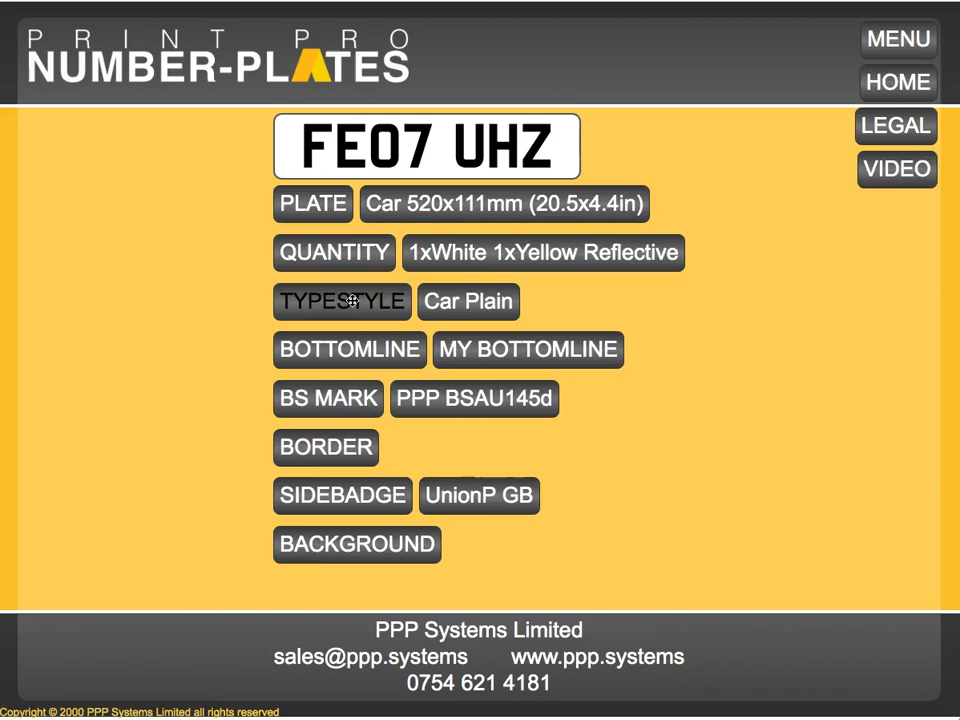 PRINT PRO
NUMBER-PLATES
MENU
HOME
LEGAL
VIDEO
FE07 UHZ
PLATE Car 520x111mm (20.5x4.4in)
QUANTITY 1xWhite 1xYellow Reflective
TYPESTYLE Car Plain
BOTTOMLINE MY BOTTOMLINE
BS MARK PPP BSAU145d
BORDER
SIDEBADGE UnionP GB
BACKGROUND
PPP Systems Limited
sales@ppp.systems www.ppp.systems
0754 621 4181
Copyright © 2000 PPP Systems Limited all rights reserved